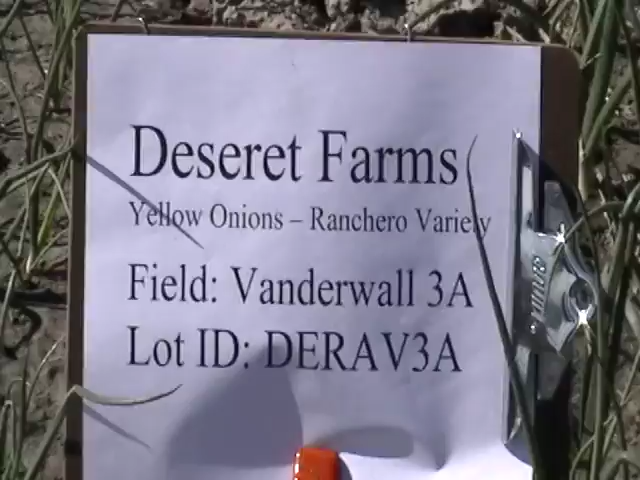 Deseret Farms
Yellow Onions – Ranchero Variety
Field: Vanderwall 3A
Lot ID: DERAV3A